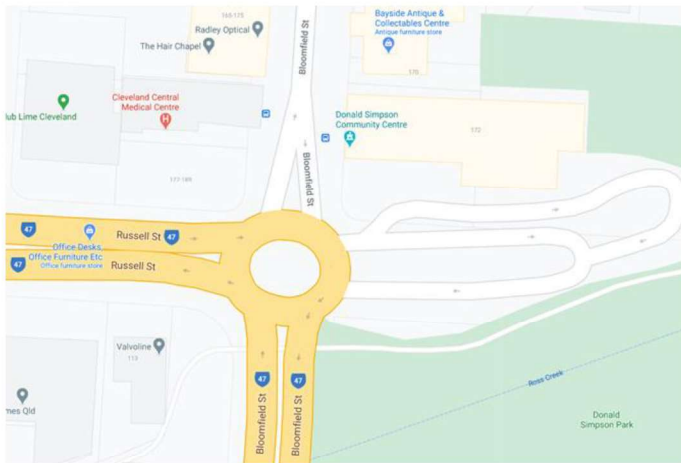 168-175
Radley Optical
The Hair Chapel
Bloomfield St
Bayside Antique &
Collectables Centre
Antique furniture store
170
Cleveland Central
Medical Centre
lub Lime Cleveland
H
Donald Simpson
Community Centre
172
Bloomfield St
177-189
47
Russell St
47
Office Desks
Office Furniture Etc
Office furniture store
47
Russell St
Valvoline
113
47
47
Bloomfield St
Bloomfield St
mes Qld
Ross Creek
Donald
Simpson Park